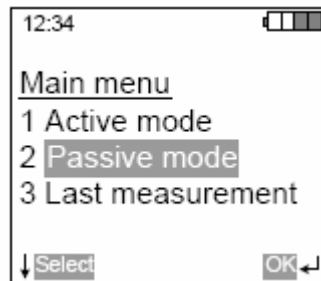 12:34
Main menu
1 Active mode
2 Passive mode
3 Last measurement
↓ Select OK ↵